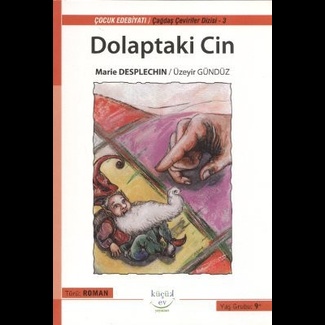 ÇOCUK EDEBİYATI / Çağdaş Çeviriler Dizisi - 3
Dolaptaki Cin
Marie DESPLECHIN / Üzeyir GÜNDÜZ
küçük
ev
Türü: ROMAN
Yaş Grubu: 9+